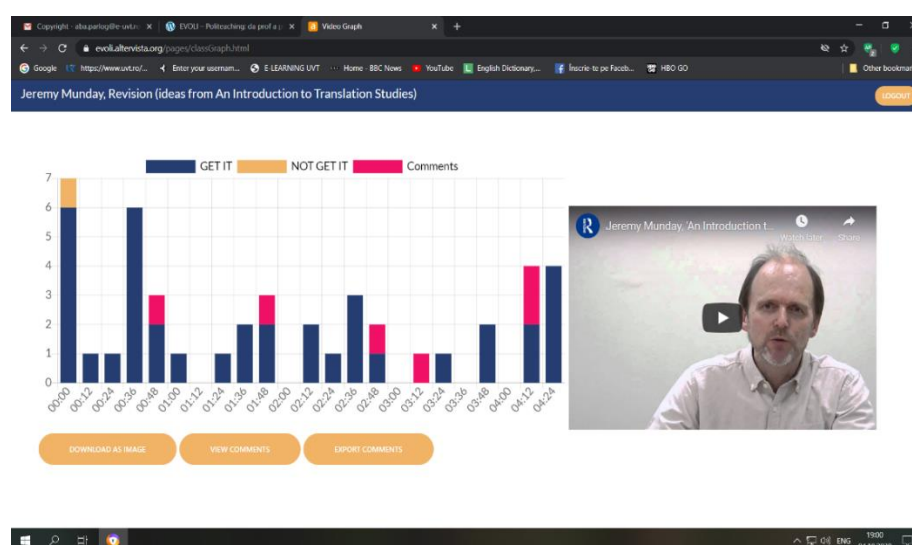 Copyright - aba.parlog@e-uvt.ro
EVOLI - Politeaching: da prof a p
Video Graph
evoli.altervista.org/pages/classGraph.html
Google
https://www.uvt.ro/...
Enter your usernam...
E-LEARNING UVT
Home - BBC News
YouTube
English Dictionary,...
Înscrie-te pe Faceb...
HBO GO
Other bookmar
Jeremy Munday, Revision (ideas from An Introduction to Translation Studies)
LOGOUT
GET IT
NOT GET IT
Comments
7
6
5
4
3
2
1
0
00:00
00:12
00:24
00:36
00:48
01:00
01:12
01:24
01:36
01:48
02:00
02:12
02:24
02:36
02:48
03:00
03:12
03:24
03:36
03:48
04:00
04:12
04:24
R
Jeremy Munday, 'An Introduction t...
Watch later
Share
DOWNLOAD AS IMAGE
VIEW COMMENTS
EXPORT COMMENTS
ENG
19:00